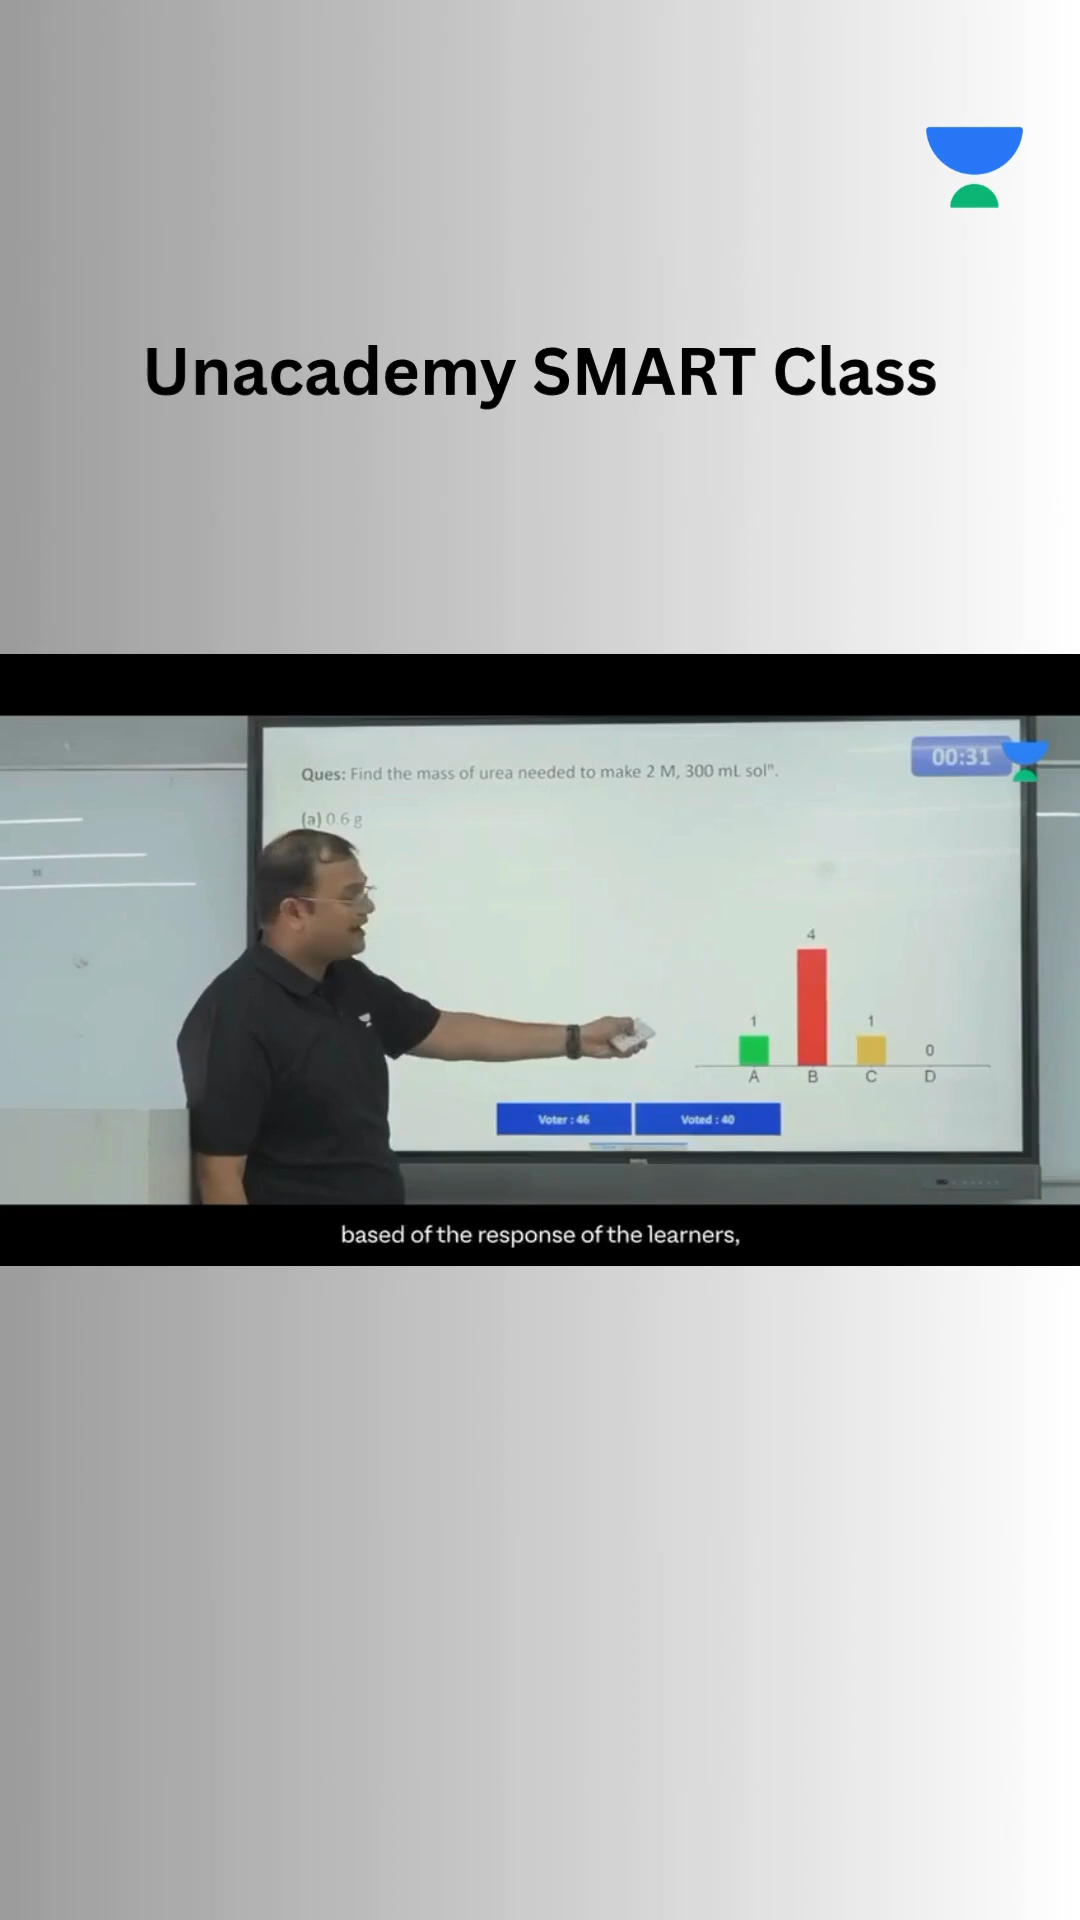 Unacademy SMART Class
00:31
Ques: Find the mass of urea needed to make 2 M, 300 mL solⁿ.
(a) 0.6 g
4
1
1
0
A B C D
Voter : 46
Voted : 40
based of the response of the learners,